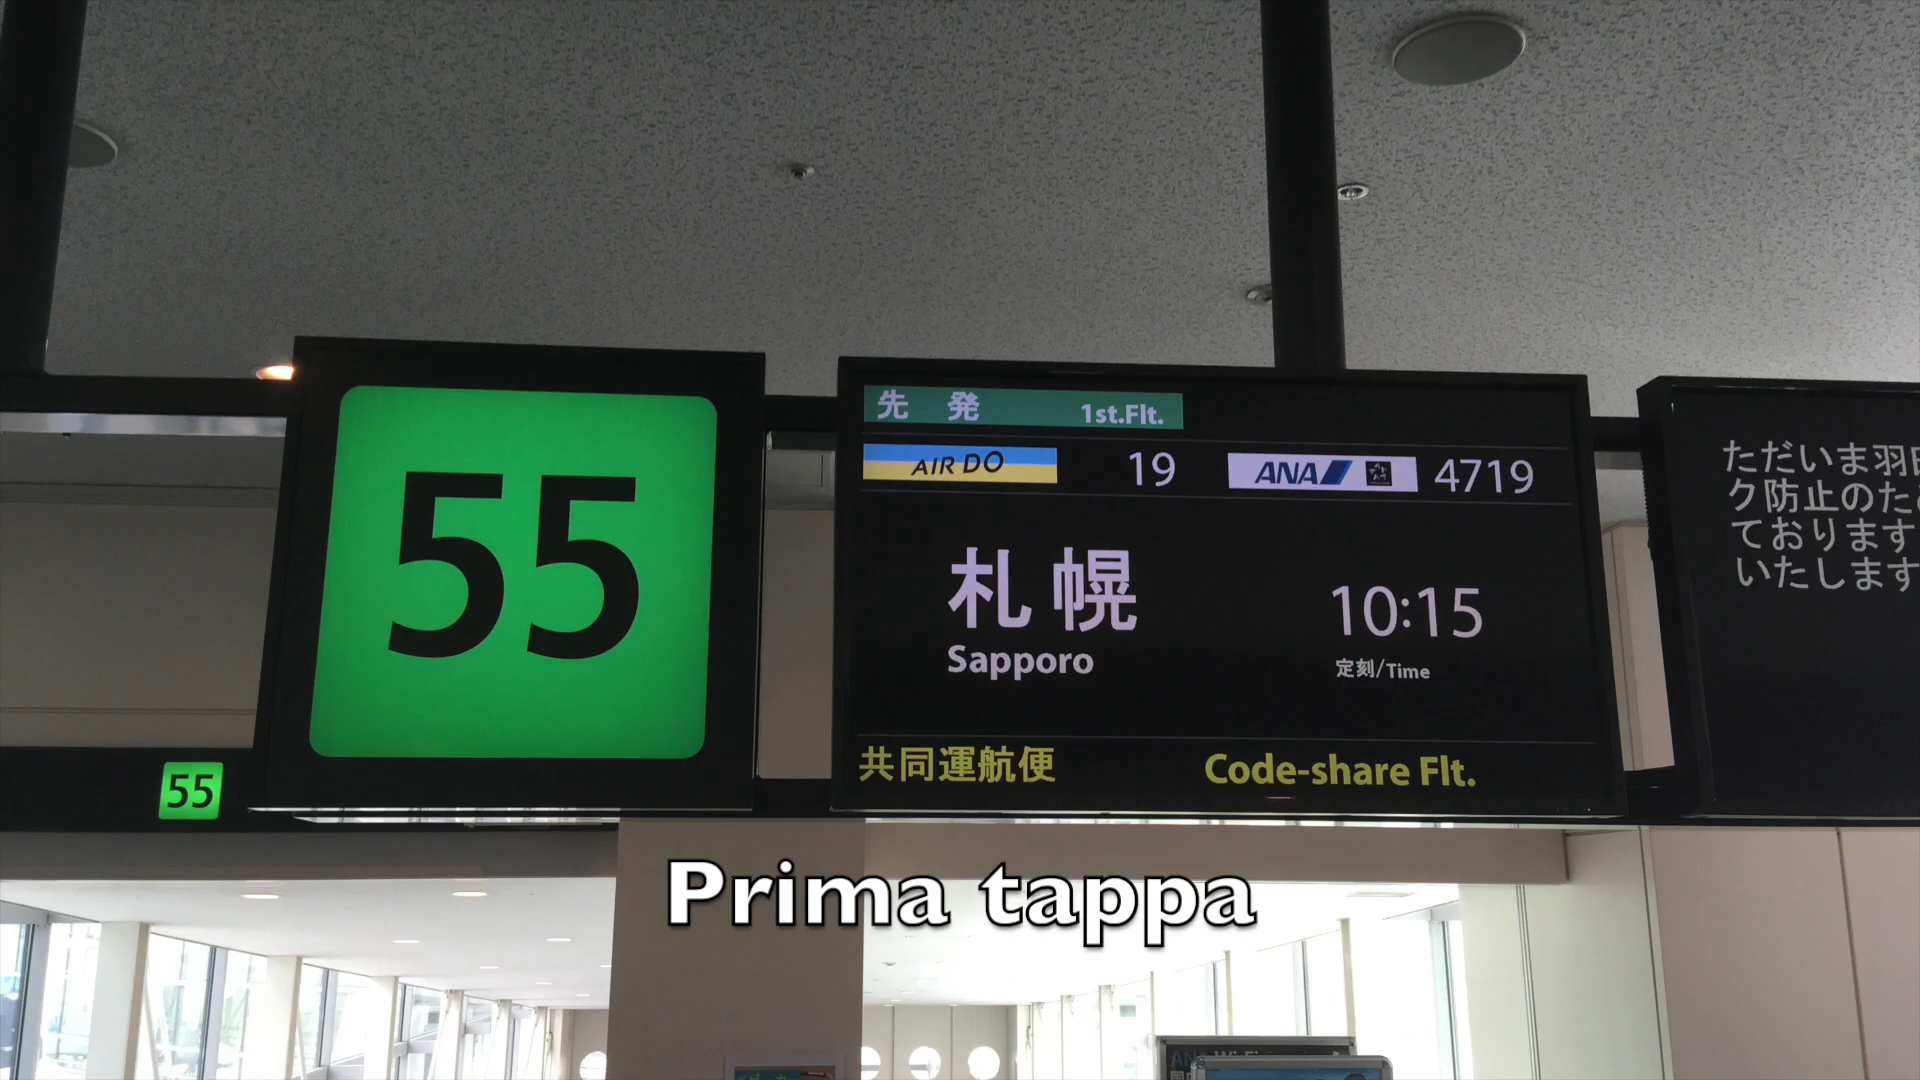 55
先 発 1st.Flt.
AIR DO 19 ANA 4719
札幌 10:15
Sapporo 定刻/Time
共同運航便 Code-share Flt.
ただいま羽
ク防止のた
ております
いたします
55
Prima tappa